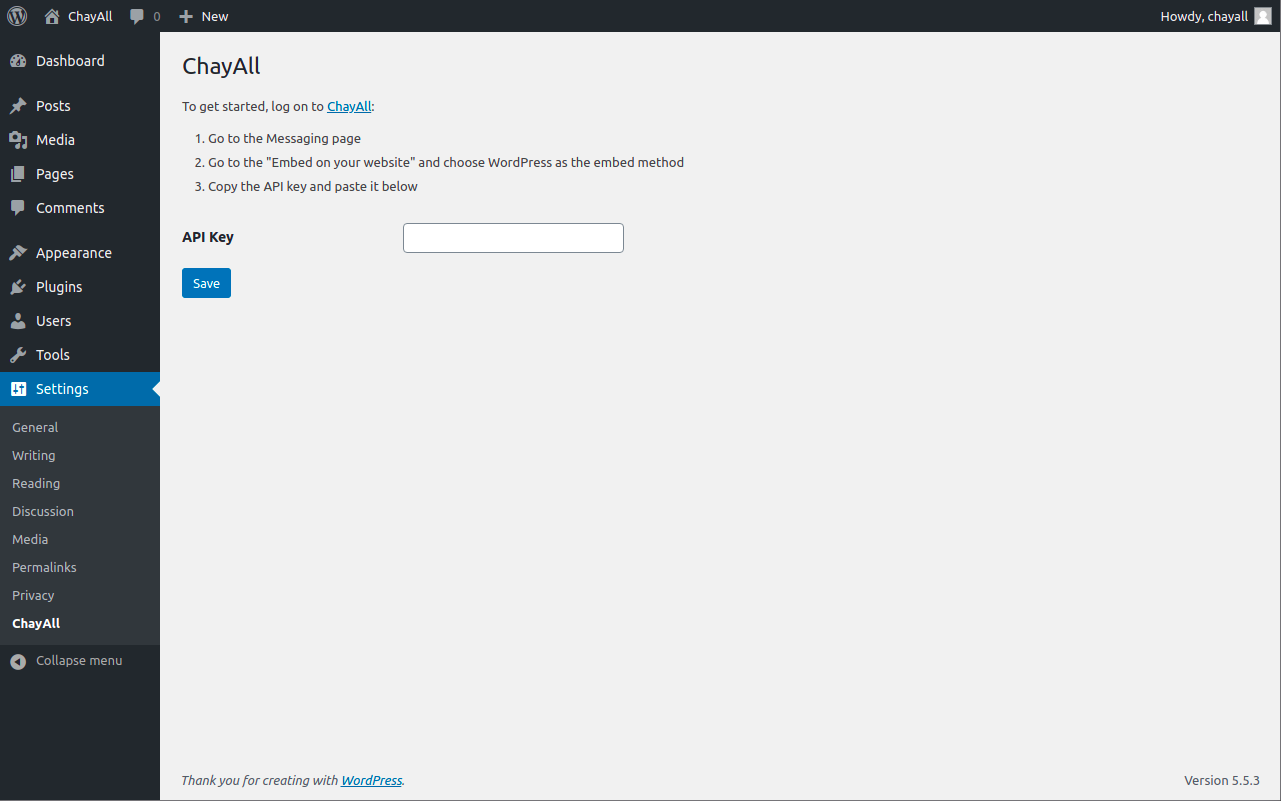 ChayAll 0 New Howdy, chayall
Dashboard
Posts
Media
Pages
Comments
Appearance
Plugins
Users
Tools
Settings
General
Writing
Reading
Discussion
Media
Permalinks
Privacy
ChayAll
Collapse menu
ChayAll
To get started, log on to ChayAll:
1. Go to the Messaging page
2. Go to the "Embed on your website" and choose WordPress as the embed method
3. Copy the API key and paste it below
API Key
Save
Thank you for creating with WordPress. Version 5.5.3